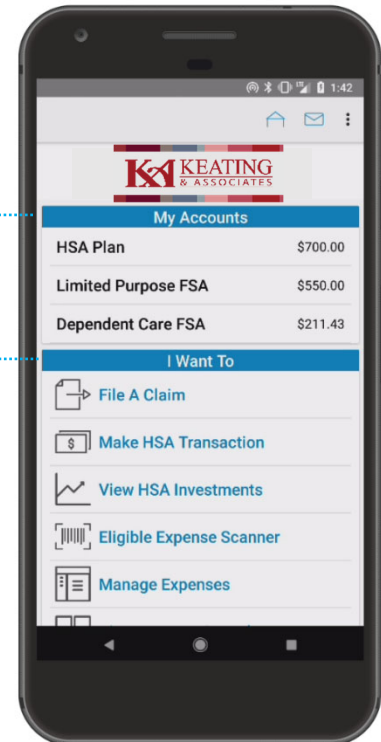 1:42
KA KEATING
& ASSOCIATES
My Accounts
HSA Plan $700.00
Limited Purpose FSA $550.00
Dependent Care FSA $211.43
I Want To
File A Claim
$ Make HSA Transaction
View HSA Investments
Eligible Expense Scanner
Manage Expenses